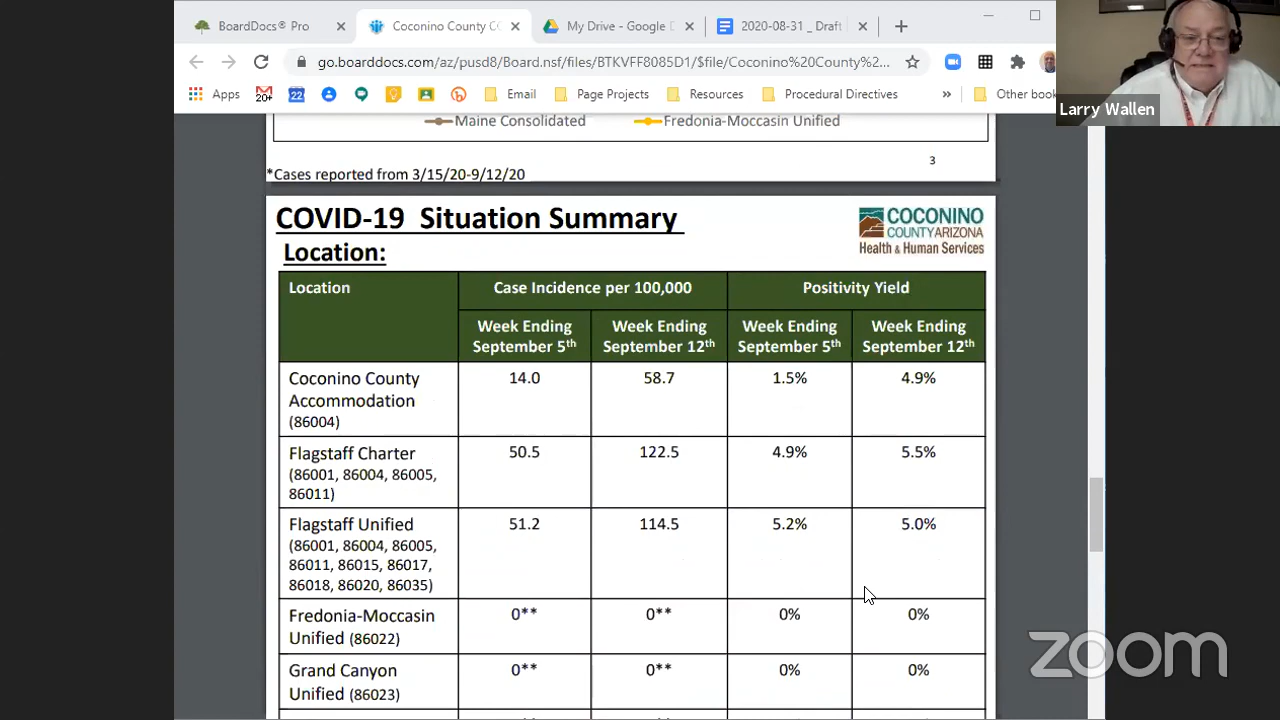 BoardDocs® Pro
Coconino County C
My Drive - Google D
2020-08-31 _ Draft
go.boarddocs.com/az/pusd8/Board.nsf/files/BTKVFF8085D1/$file/Coconino%20County%2...
Apps
20+
22
Email
Page Projects
Resources
Procedural Directives
»
Other book
Larry Wallen
Maine Consolidated
Fredonia-Moccasin Unified
3
*Cases reported from 3/15/20-9/12/20
COVID-19 Situation Summary
COCONINO
COUNTY ARIZONA
Health & Human Services
Location:
Location
Case Incidence per 100,000
Positivity Yield
Week Ending September 5th
Week Ending September 12th
Week Ending September 5th
Week Ending September 12th
Coconino County
Accommodation
(86004)
14.0
58.7
1.5%
4.9%
Flagstaff Charter
(86001, 86004, 86005,
86011)
50.5
122.5
4.9%
5.5%
Flagstaff Unified
(86001, 86004, 86005,
86011, 86015, 86017,
86018, 86020, 86035)
51.2
114.5
5.2%
5.0%
Fredonia-Moccasin
Unified (86022)
0**
0**
0%
0%
Grand Canyon
Unified (86023)
0**
0**
0%
0%
zoom